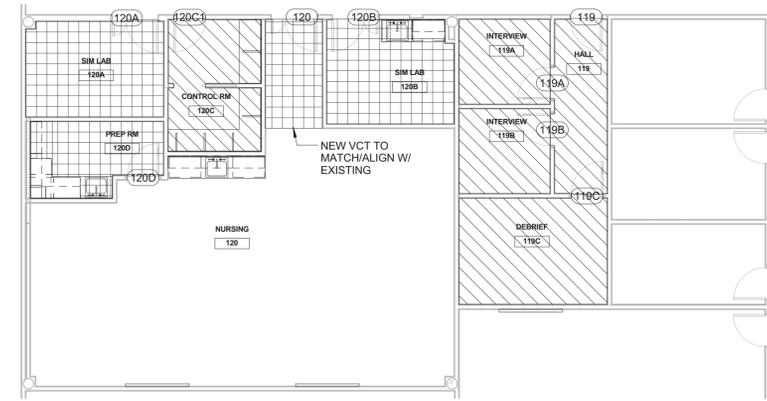 120A
120C1
120
120B
119
SIM LAB
120A
CONTROL RM
120C
SIM LAB
120B
INTERVIEW
119A
HALL
119
119A
PREP RM
120D
120D
INTERVIEW
119B
119B
NEW VCT TO
MATCH/ALIGN W/
EXISTING
119C
NURSING
120
DEBRIEF
119C